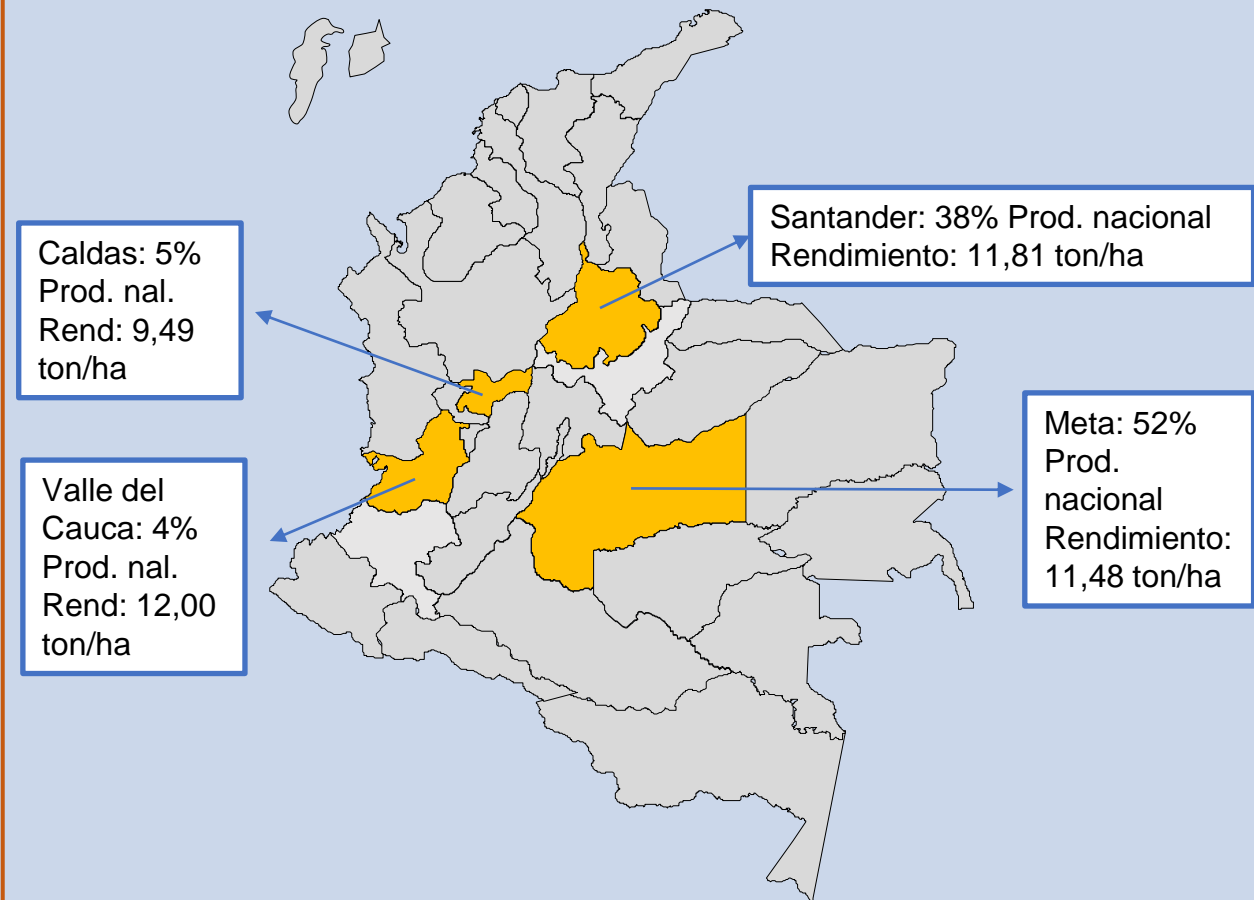 Santander: 38% Prod. nacional
Rendimiento: 11,81 ton/ha
Caldas: 5%
Prod. nal.
Rend: 9,49
ton/ha
Meta: 52%
Prod.
nacional
Rendimiento:
11,48 ton/ha
Valle del
Cauca: 4%
Prod. nal.
Rend: 12,00
ton/ha